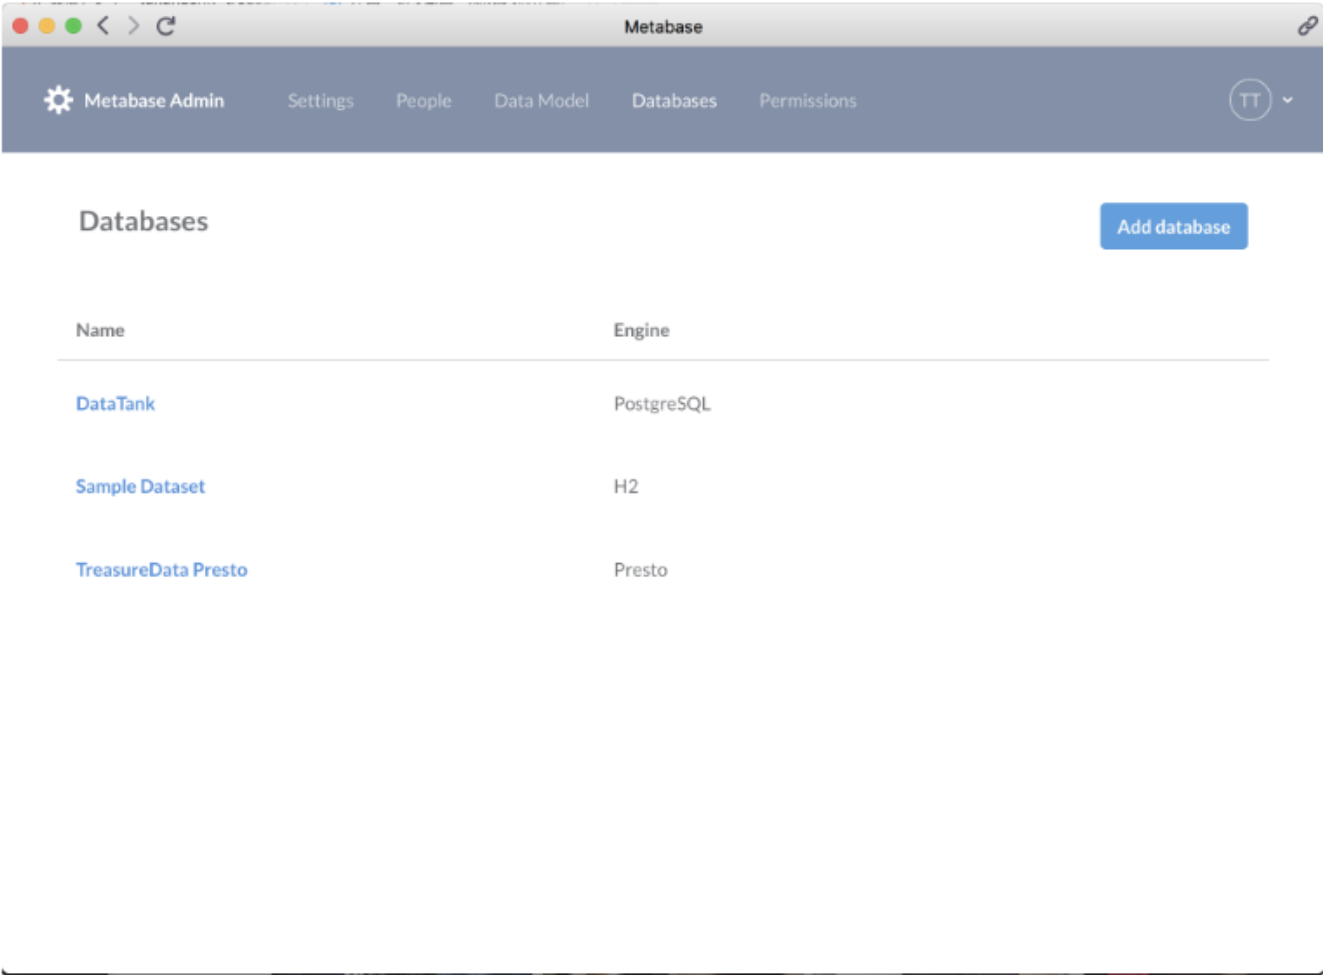 Metabase
Metabase Admin Settings People Data Model Databases Permissions TT
Databases Add database
Name Engine
DataTank PostgreSQL
Sample Dataset H2
TreasureData Presto Presto